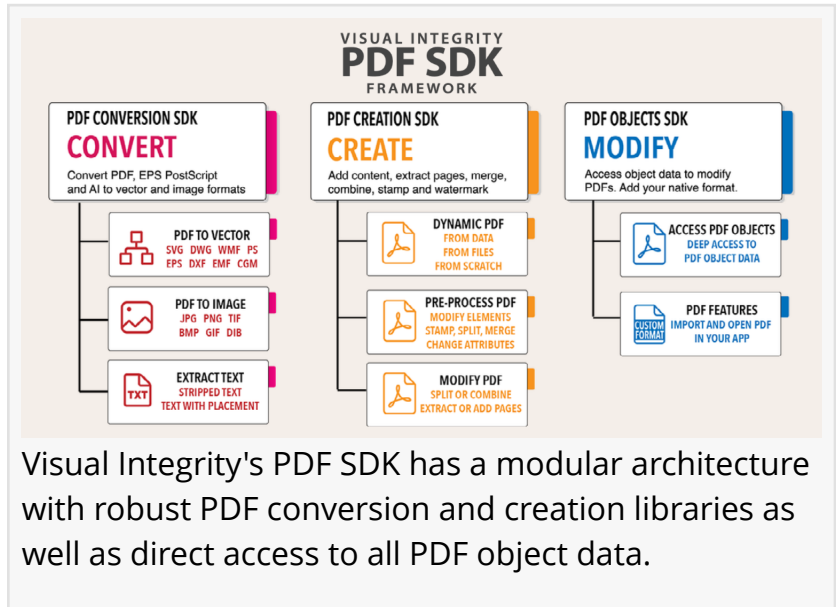 VISUAL INTEGRITY
PDF SDK
FRAMEWORK
PDF CONVERSION SDK
CONVERT
Convert PDF, EPS PostScript
and AI to vector and image formats
PDF TO VECTOR
SVG DWG WMF PS
EPS DXF EMF CGM
PDF TO IMAGE
JPG PNG TIF
BMP GIF DIB
TXT
EXTRACT TEXT
STRIPPED TEXT
TEXT WITH PLACEMENT
PDF CREATION SDK
CREATE
Add content, extract pages, merge,
combine, stamp and watermark
DYNAMIC PDF
FROM DATA
FROM FILES
FROM SCRATCH
PRE-PROCESS PDF
MODIFY ELEMENTS
STAMP, SPLIT, MERGE
CHANGE ATTRIBUTES
MODIFY PDF
SPLIT OR COMBINE
EXTRACT OR ADD PAGES
PDF OBJECTS SDK
MODIFY
Access object data to modify
PDFs. Add your native format.
ACCESS PDF OBJECTS
DEEP ACCESS TO
PDF OBJECT DATA
CUSTOM
FORMAT
PDF FEATURES
IMPORT AND OPEN PDF
IN YOUR APP
Visual Integrity's PDF SDK has a modular architecture
with robust PDF conversion and creation libraries as
well as direct access to all PDF object data.